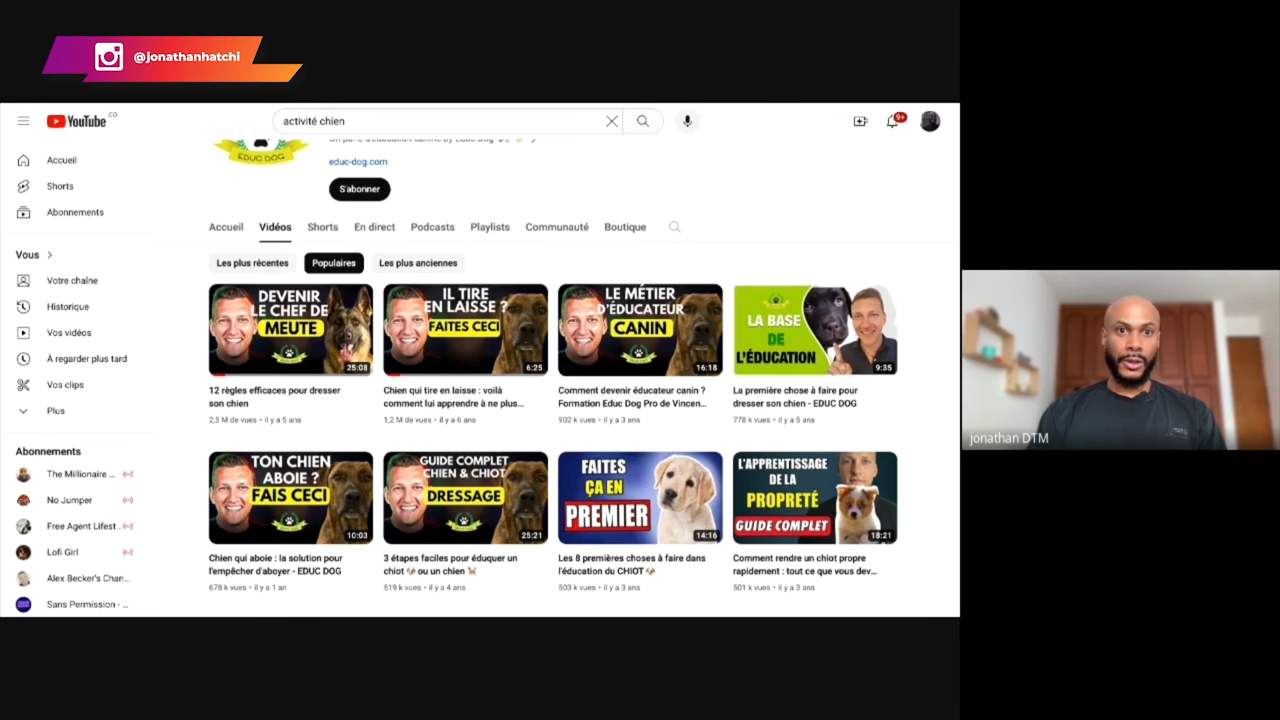 @jonathanhatchi
YouTube CO
activité chien
9+
Accueil
Shorts
Abonnements
Vous
Votre chaîne
Historique
Vos vidéos
À regarder plus tard
Vos clips
Plus
Abonnements
The Millionaire ...
No Jumper
Free Agent Lifest...
Lofi Girl
Alex Becker's Chan...
Sans Permission - ...
EDUC DOG
educ-dog.com
S'abonner
Accueil Vidéos Shorts En direct Podcasts Playlists Communauté Boutique
Les plus récentes Populaires Les plus anciennes
DEVENIR
LE CHEF DE
MEUTE
25:08
12 règles efficaces pour dresser
son chien
2,5 M de vues • il y a 5 ans
IL TIRE
EN LAISSE ?
FAITES CECI
6:25
Chien qui tire en laisse : voilà
comment lui apprendre à ne plus...
1,2 M de vues • il y a 6 ans
LE MÉTIER
D'ÉDUCATEUR
CANIN
16:18
Comment devenir éducateur canin ?
Formation Educ Dog Pro de Vincen...
902 k vues • il y a 3 ans
LA BASE
DE
L'ÉDUCATION
9:35
La première chose à faire pour
dresser son chien - EDUC DOG
778 k vues • il y a 5 ans
TON CHIEN
ABOIE ?
FAIS CECI
10:03
Chien qui aboie : la solution pour
l'empêcher d'aboyer - EDUC DOG
678 k vues • il y a 1 an
GUIDE COMPLET
CHIEN & CHIOT
DRESSAGE
25:21
3 étapes faciles pour éduquer un
chiot 🐶 ou un chien 🐕
519 k vues • il y a 4 ans
FAITES
ÇA EN
PREMIER
14:16
Les 8 premières choses à faire dans
l'éducation du CHIOT 🐶
503 k vues • il y a 3 ans
L'APPRENTISSAGE
DE LA
PROPRETÉ
GUIDE COMPLET
18:21
Comment rendre un chiot propre
rapidement : tout ce que vous dev...
501 k vues • il y a 3 ans
jonathan DTM